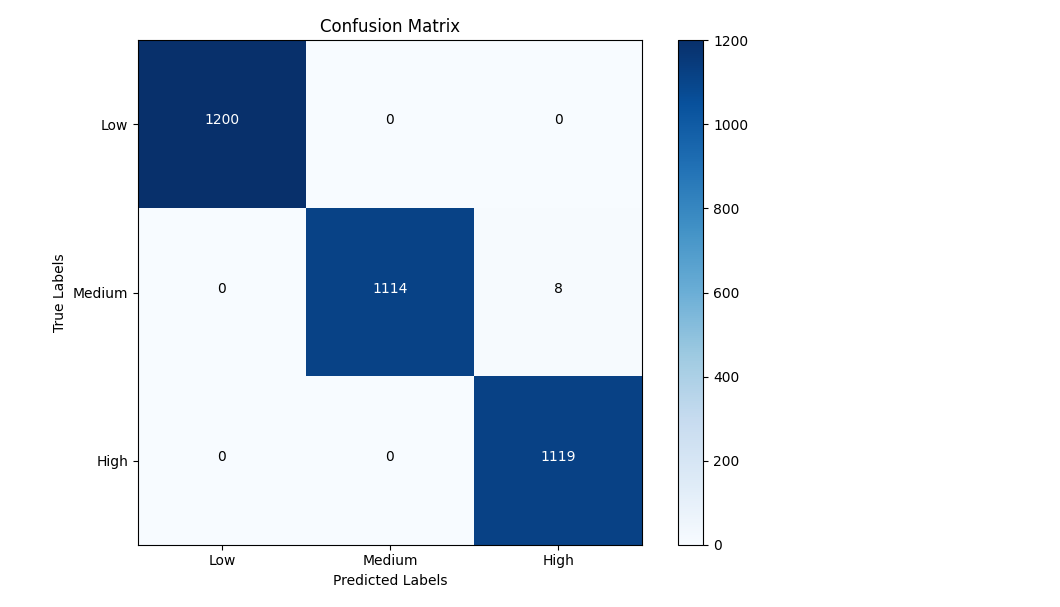 Confusion Matrix
Low
1200
0
0
Medium
0
1114
8
High
0
0
1119
Low
Medium
High
Predicted Labels
True Labels
1200
1000
800
600
400
200
0